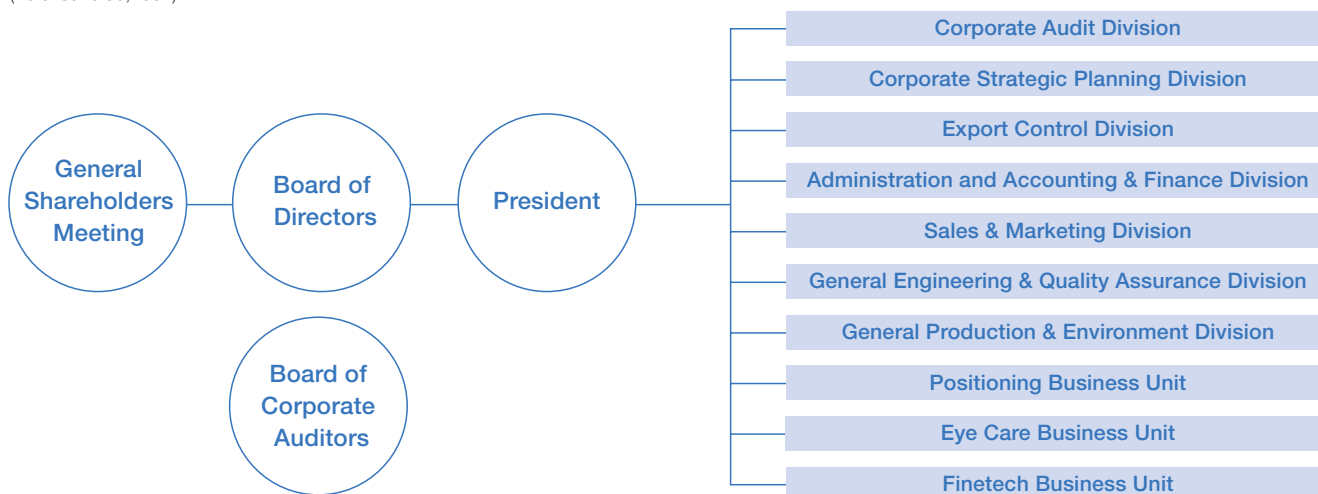 General
Shareholders
Meeting
Board of
Directors
President
Board of
Corporate
Auditors
Corporate Audit Division
Corporate Strategic Planning Division
Export Control Division
Administration and Accounting & Finance Division
Sales & Marketing Division
General Engineering & Quality Assurance Division
General Production & Environment Division
Positioning Business Unit
Eye Care Business Unit
Finetech Business Unit